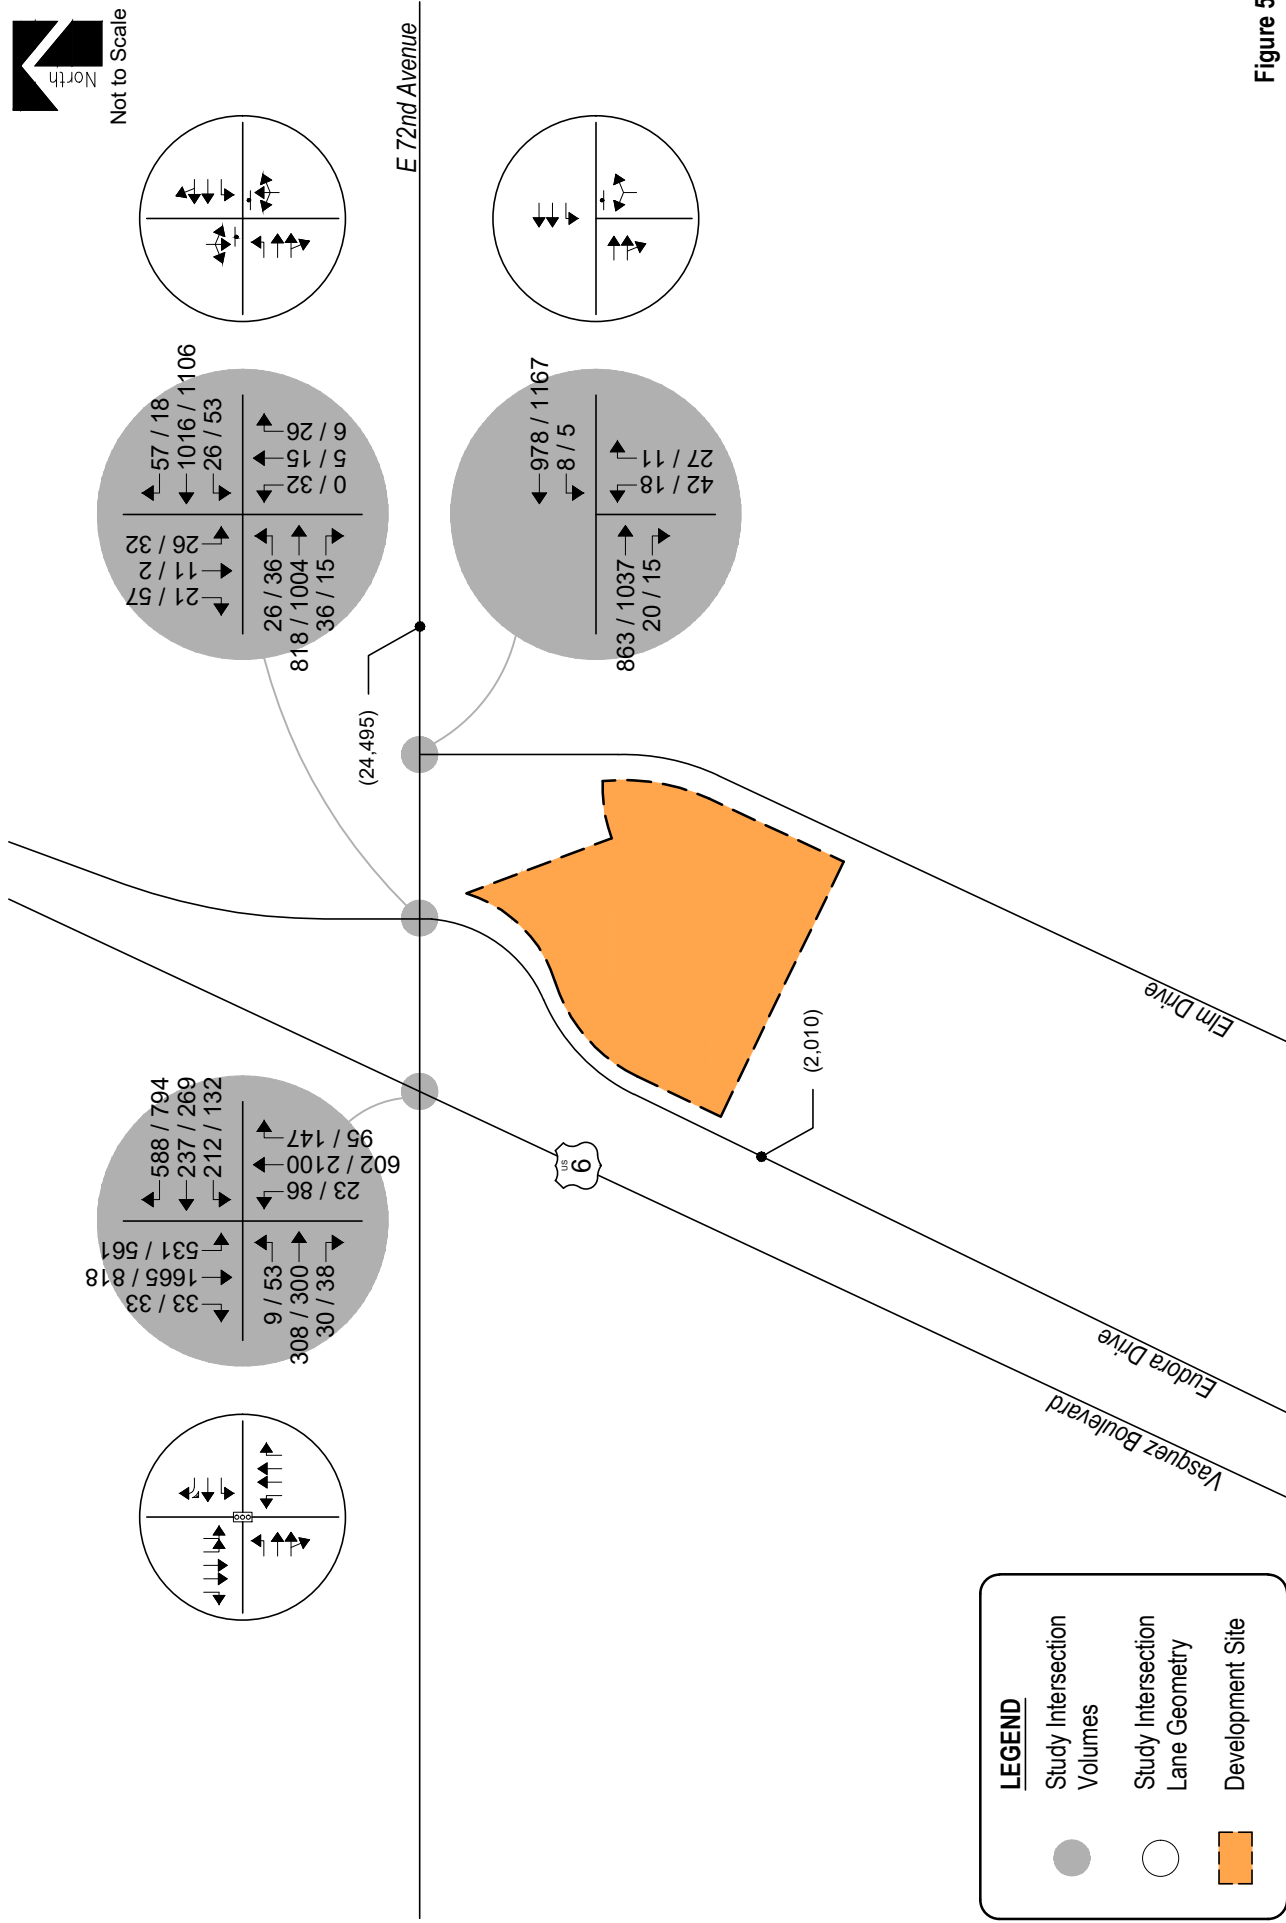 North
Not to Scale
E 72nd Avenue
588 / 794
237 / 269
212 / 132
531 / 561
1665 / 818
33 / 33
9 / 53
308 / 300
30 / 38
95 / 147
602 / 2100
23 / 86
57 / 18
1016 / 1106
26 / 53
26 / 32
11 / 2
21 / 57
26 / 36
818 / 1004
36 / 15
6 / 26
5 / 15
0 / 32
978 / 1167
8 / 5
863 / 1037
20 / 15
27 / 11
42 / 18
(24,495)
(2,010)
US
6
Vasquez Boulevard
Eudora Drive
Elm Drive
LEGEND
Study Intersection
Volumes
Study Intersection
Lane Geometry
Development Site
Figure 5